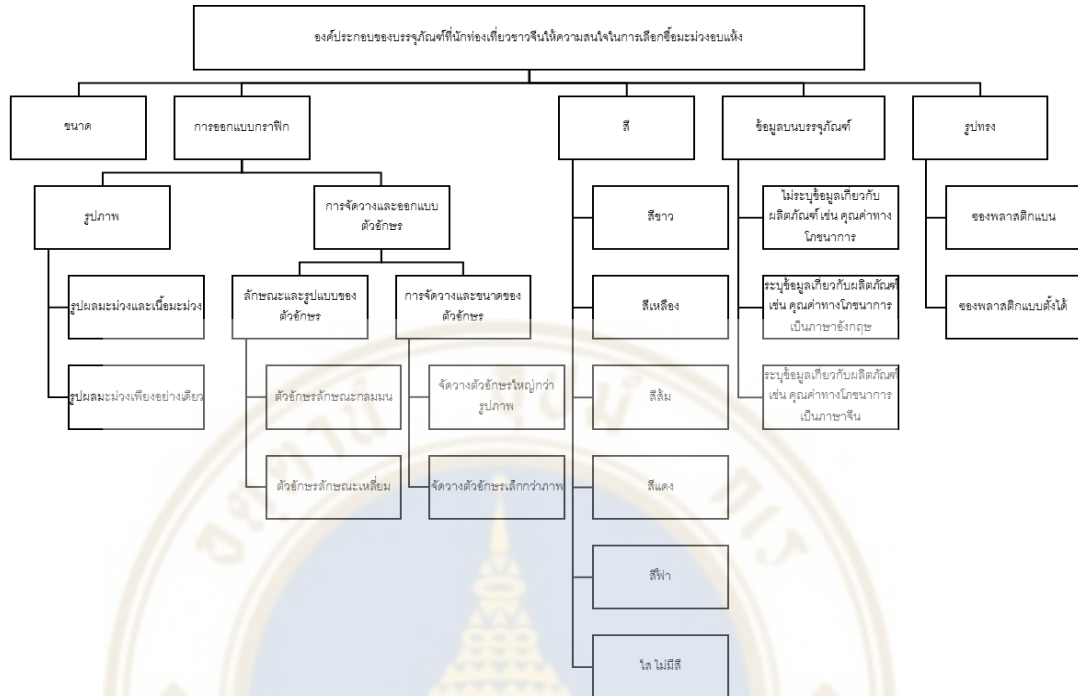 องค์ประกอบของบรรจุภัณฑ์ที่นักท่องเที่ยวชาวจีนให้ความสนใจในการเลือกซื้อมะม่วงอบแห้ง
ขนาด
การออกแบบกราฟิก
สี
ข้อมูลบนบรรจุภัณฑ์
รูปทรง
รูปภาพ
การจัดวางและออกแบบ
ตัวอักษร
สีขาว
ไม่ระบุข้อมูลเกี่ยวกับ
ผลิตภัณฑ์ เช่น คุณค่าทาง
โภชนาการ
ซองพลาสติกแบน
รูปผลมะม่วงและเนื้อมะม่วง
ลักษณะและรูปแบบของ
ตัวอักษร
การจัดวางและขนาดของ
ตัวอักษร
สีเหลือง
ระบุข้อมูลเกี่ยวกับผลิตภัณฑ์
เช่น คุณค่าทางโภชนาการ
เป็นภาษาอังกฤษ
ซองพลาสติกแบบตั้งได้
รูปผลมะม่วงเพียงอย่างเดียว
ตัวอักษรลักษณะกลมมน
จัดวางตัวอักษรใหญ่กว่า
รูปภาพ
สีส้ม
ระบุข้อมูลเกี่ยวกับผลิตภัณฑ์
เช่น คุณค่าทางโภชนาการ
เป็นภาษาจีน
ตัวอักษรลักษณะเหลี่ยม
จัดวางตัวอักษรเล็กกว่าภาพ
สีแดง
สีฟ้า
ใส ไม่มีสี